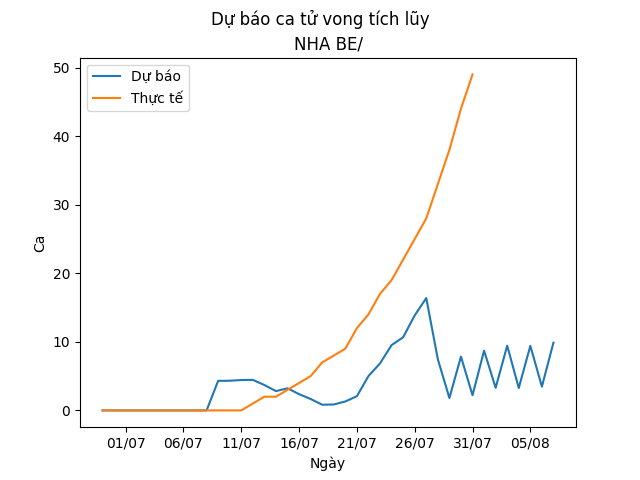 Dự báo ca tử vong tích lũy
NHA BE/
Dự báo
Thực tế
50
40
30
20
10
0
Ca
01/07 06/07 11/07 16/07 21/07 26/07 31/07 05/08
Ngày